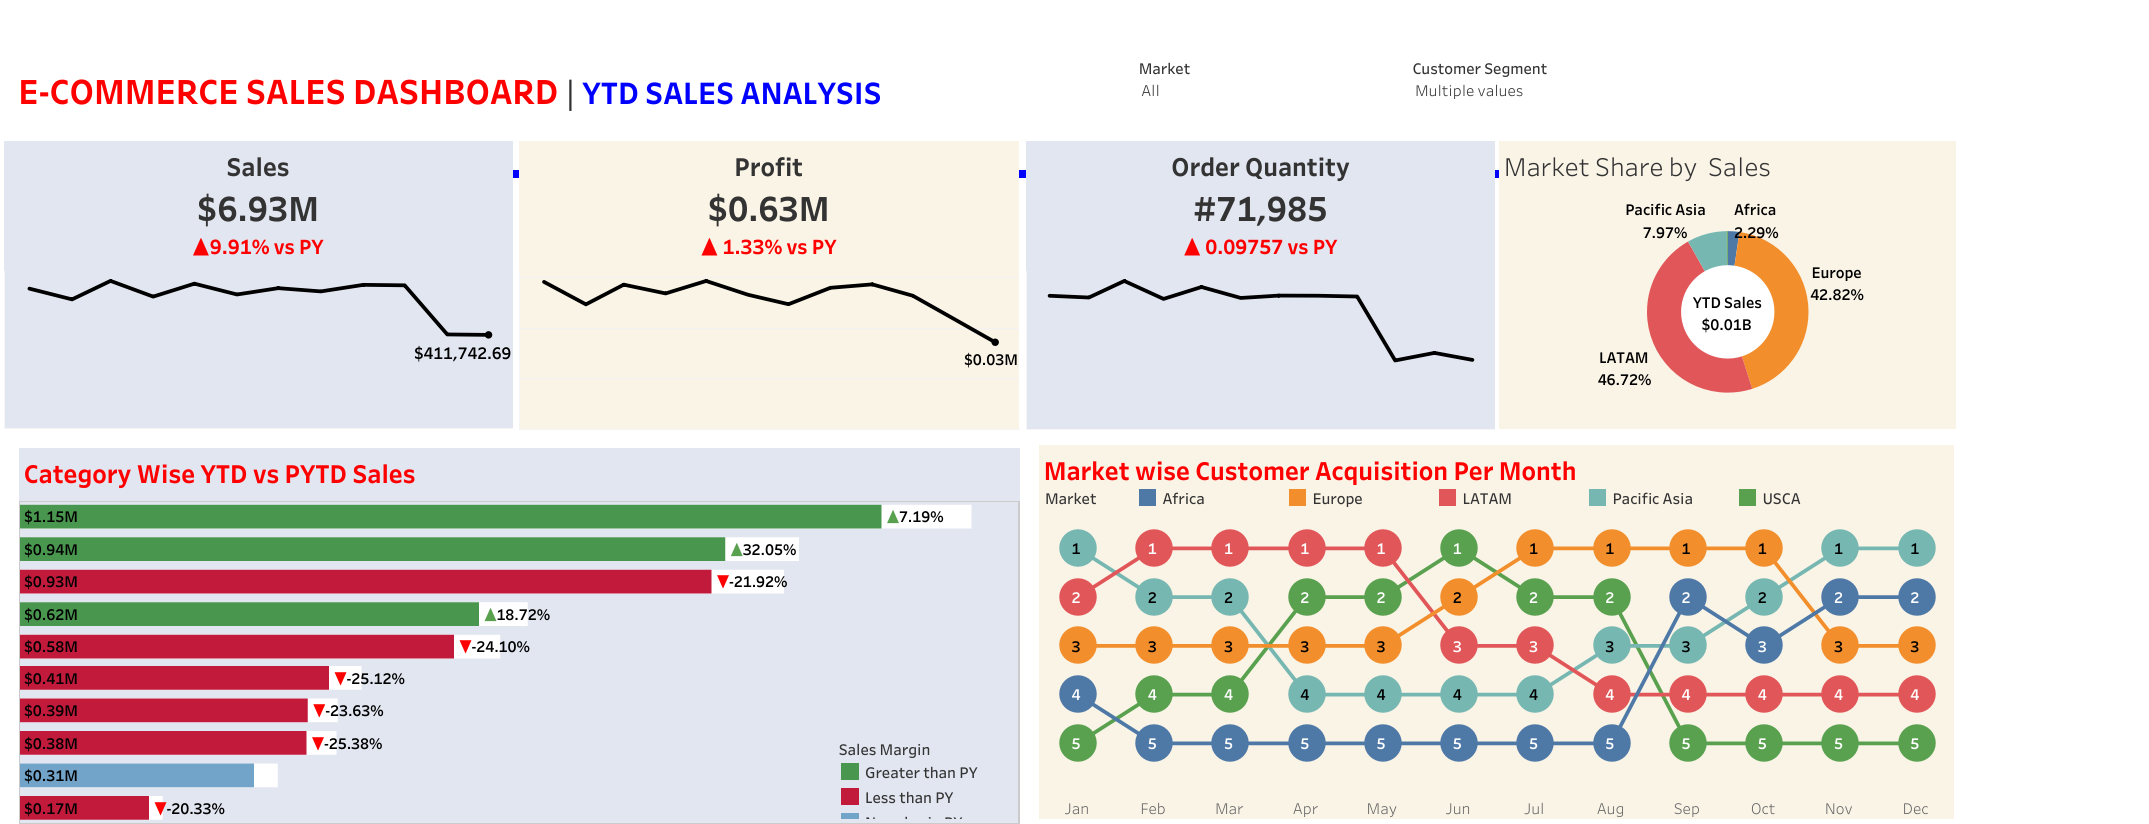 E-COMMERCE SALES DASHBOARD | YTD SALES ANALYSIS
Market
All
Customer Segment
Multiple values
Sales
$6.93M
▲9.91% vs PY
$411,742.69
Profit
$0.63M
▲ 1.33% vs PY
$0.03M
Order Quantity
#71,985
▲ 0.09757 vs PY
Market Share by Sales
Pacific Asia
7.97%
Africa
2.29%
Europe
42.82%
YTD Sales
$0.01B
LATAM
46.72%
Category Wise YTD vs PYTD Sales
$1.15M ▲7.19%
$0.94M ▲32.05%
$0.93M ▼-21.92%
$0.62M ▲18.72%
$0.58M ▼-24.10%
$0.41M ▼-25.12%
$0.39M ▼-23.63%
$0.38M ▼-25.38%
$0.31M
$0.17M ▼-20.33%
Sales Margin
Greater than PY
Less than PY
Market wise Customer Acquisition Per Month
Market Africa Europe LATAM Pacific Asia USCA
1 1 1 1 1 1 1 1 1 1 1 1
2 2 2 2 2 2 2 2 2 2 2 2
3 3 3 3 3 3 3 3 3 3 3 3
4 4 4 4 4 4 4 4 4 4 4 4
5 5 5 5 5 5 5 5 5 5 5 5
Jan Feb Mar Apr May Jun Jul Aug Sep Oct Nov Dec